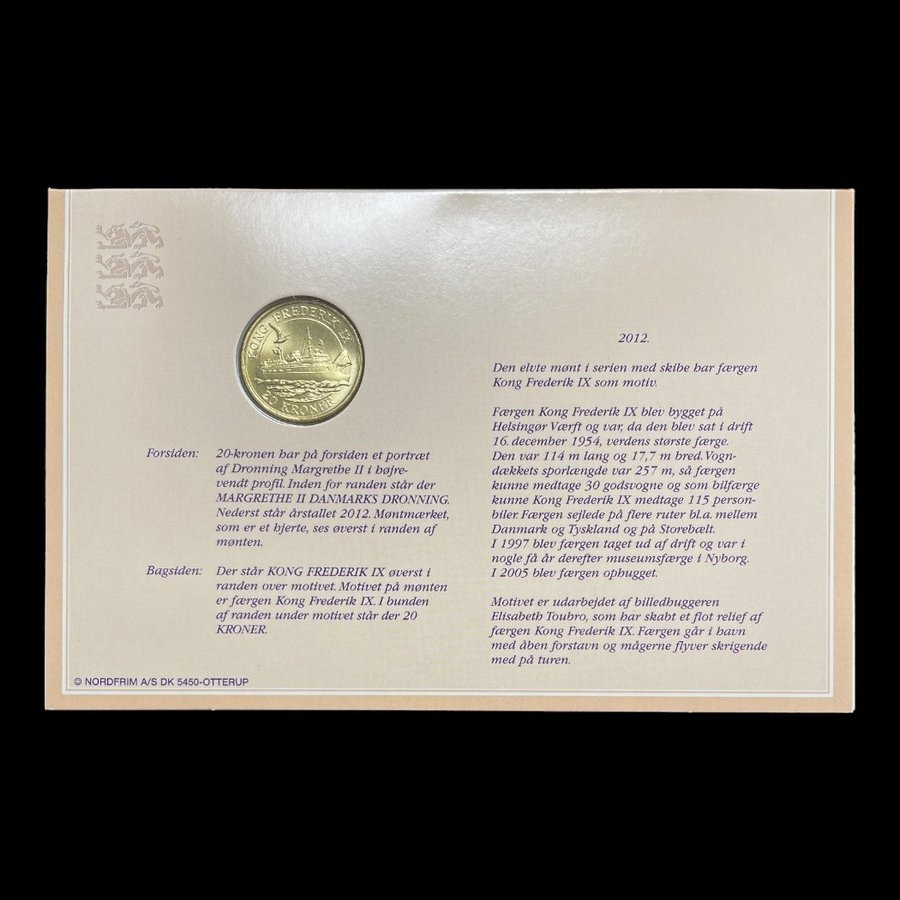 KONG FREDERIK IX
20 KRONER
Forsiden: 20-kronen har på forsiden et portræt
af Dronning Margrethe II i højre-
vendt profil. Inden for randen står der
MARGRETHE II DANMARKS DRONNING.
Nederst står årstallet 2012. Møntmærket,
som er et hjerte, ses øverst i randen af
mønten.
Bagsiden: Der står KONG FREDERIK IX øverst i
randen over motivet. Motivet på mønten
er færgen Kong Frederik IX. I bunden
af randen under motivet står der 20
KRONER.
© NORDFRIM A/S DK 5450-OTTERUP
2012.
Den elvte mønt i serien med skibe har færgen
Kong Frederik IX som motiv.
Færgen Kong Frederik IX blev bygget på
Helsingør Værft og var, da den blev sat i drift
16. december 1954, verdens største færge.
Den var 114 m lang og 17,7 m bred. Vogn-
dækkets sporlængde var 257 m, så færgen
kunne medtage 30 godsvogne og som bilfærge
kunne Kong Frederik IX medtage 115 person-
biler. Færgen sejlede på flere ruter bl.a. mellem
Danmark og Tyskland og på Storebælt.
I 1997 blev færgen taget ud af drift og var i
nogle få år derefter museumsfærge i Nyborg.
I 2005 blev færgen ophugget.
Motivet er udarbejdet af billedhuggeren
Elisabeth Toubro, som har skabt et flot relief af
færgen Kong Frederik IX. Færgen går i havn
med åben forstavn og mågerne flyver skrigende
med på turen.